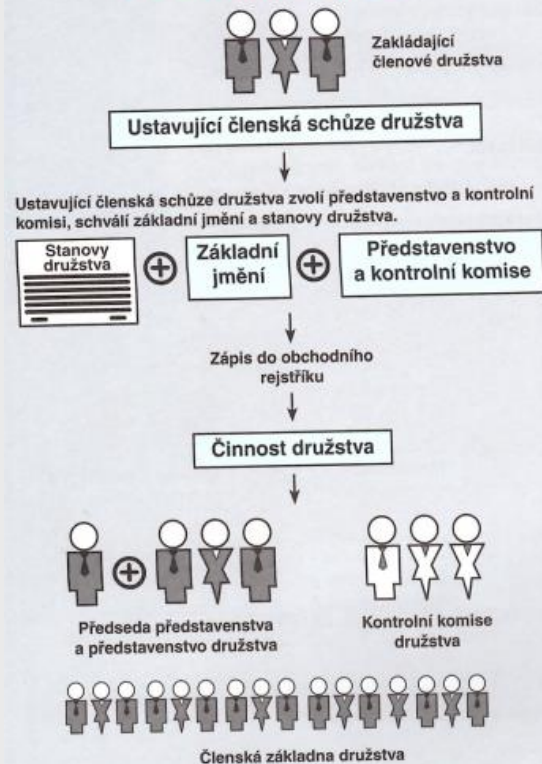 Zakládající
členové družstva
Ustavující členská schůze družstva
Ustavující členská schůze družstva zvolí představenstvo a kontrolní
komisi, schválí základní jmění a stanovy družstva.
Stanovy
družstva
Základní
jmění
Představenstvo
a kontrolní komise
Zápis do obchodního
rejstříku
Činnost družstva
Předseda představenstva
a představenstvo družstva
Kontrolní komise
družstva
Členská základna družstva